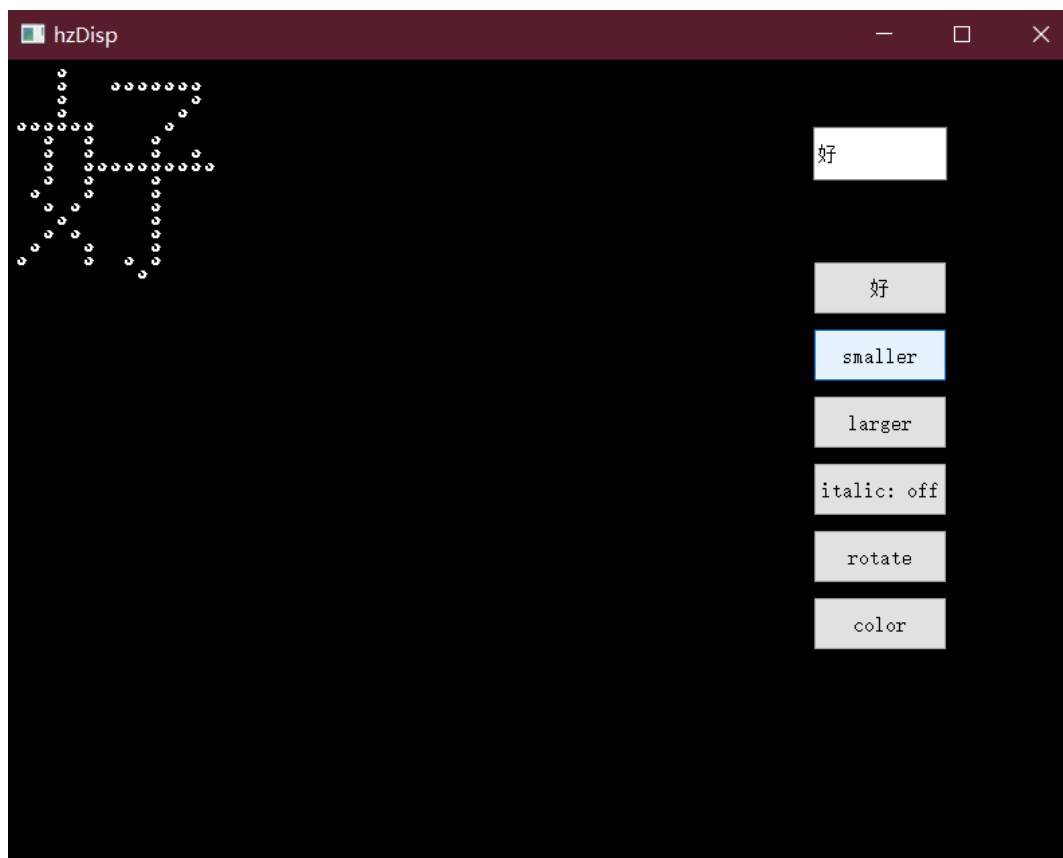 hzDisp
好
好
好
smaller
larger
italic: off
rotate
color